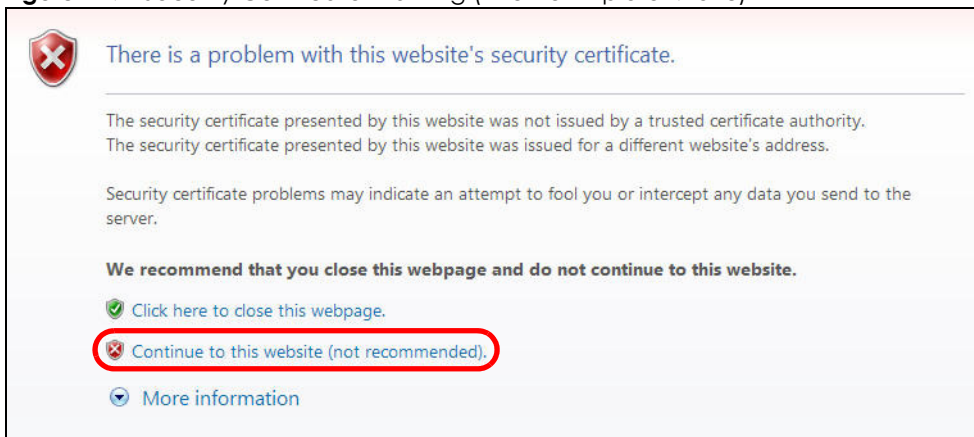 There is a problem with this website's security certificate.
The security certificate presented by this website was not issued by a trusted certificate authority.
The security certificate presented by this website was issued for a different website's address.
Security certificate problems may indicate an attempt to fool you or intercept any data you send to the
server.
We recommend that you close this webpage and do not continue to this website.
Click here to close this webpage.
Continue to this website (not recommended).
More information